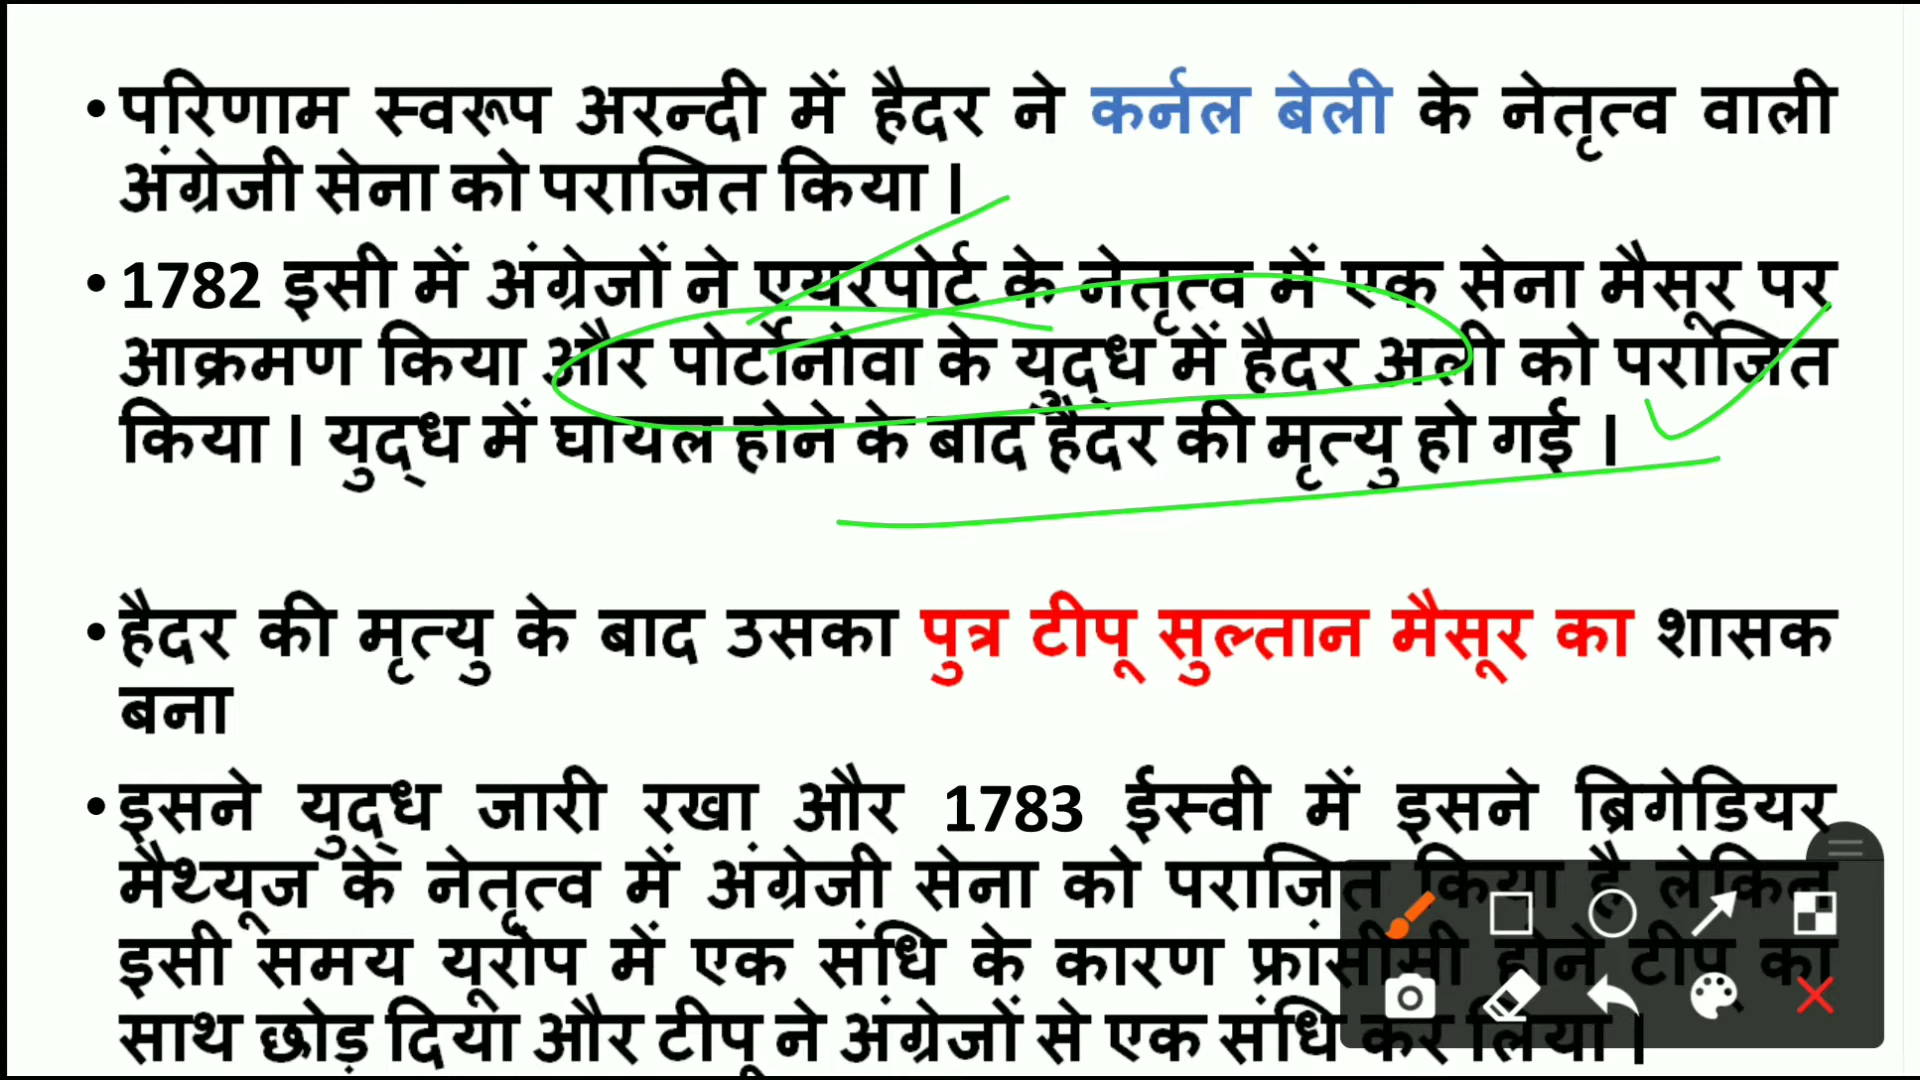 • परिणाम स्वरूप अरन्दी में हैदर ने कर्नल बेली के नेतृत्व वाली
अंग्रेजी सेना को पराजित किया |
• 1782 इसी में अंग्रेजों ने एयरपोर्ट के नेतृत्व में एक सेना मैसूर पर
आक्रमण किया और पोर्टोनोवा के युद्ध में हैदर अली को पराजित
किया | युद्ध में घायल होने के बाद हैदर की मृत्यु हो गई |
• हैदर की मृत्यु के बाद उसका पुत्र टीपू सुल्तान मैसूर का शासक
बना
• इसने युद्ध जारी रखा और 1783 ईस्वी में इसने ब्रिगेडियर
मैथ्यूज के नेतृत्व में अंग्रेजी सेना को पराजित किया है लेकिन
इसी समय यूरोप में एक संधि के कारण फ्रांसीसी होने टीपू का
साथ छोड़ दिया और टीपू ने अंग्रेजों से एक संधि कर लिया |